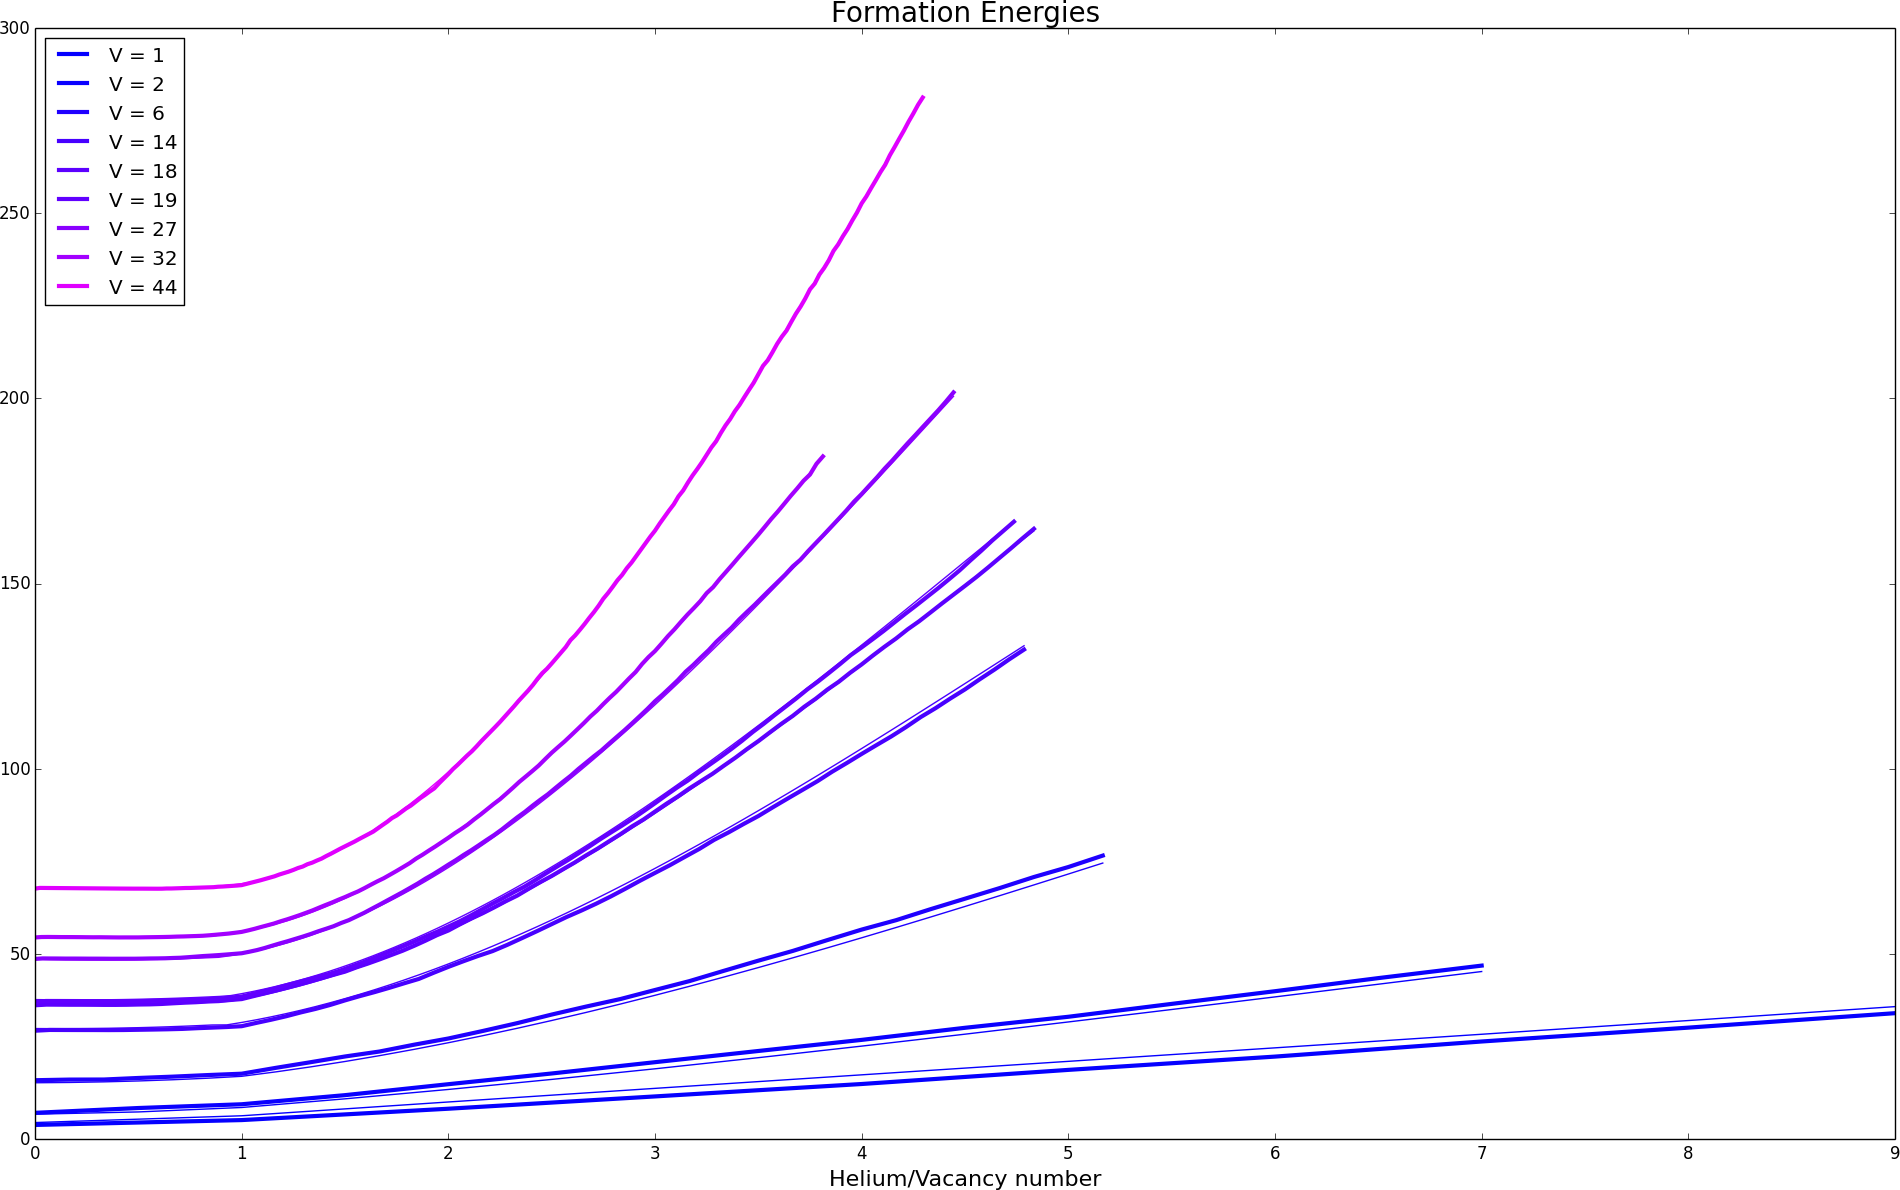 Formation Energies
300
250
200
150
100
50
0
V = 1
V = 2
V = 6
V = 14
V = 18
V = 19
V = 27
V = 32
V = 44
0 1 2 3 4 5 6 7 8 9
Helium/Vacancy number